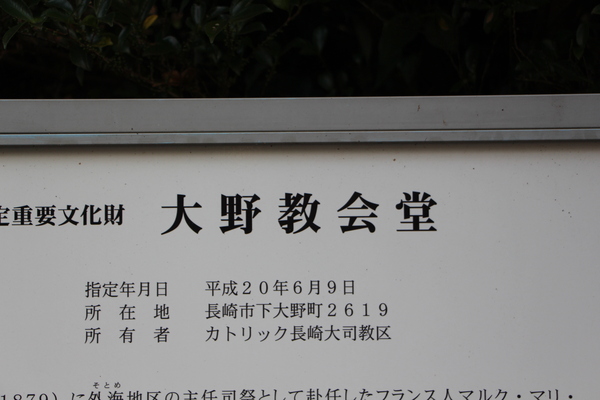 定重要文化財 大野教会堂
指定年月日 平成２０年６月９日
所在地 長崎市下大野町２６１９
所有者 カトリック長崎大司教区
そとめ
1879）に外海地区の主任司祭として赴任したフランス人マルク・マリ・